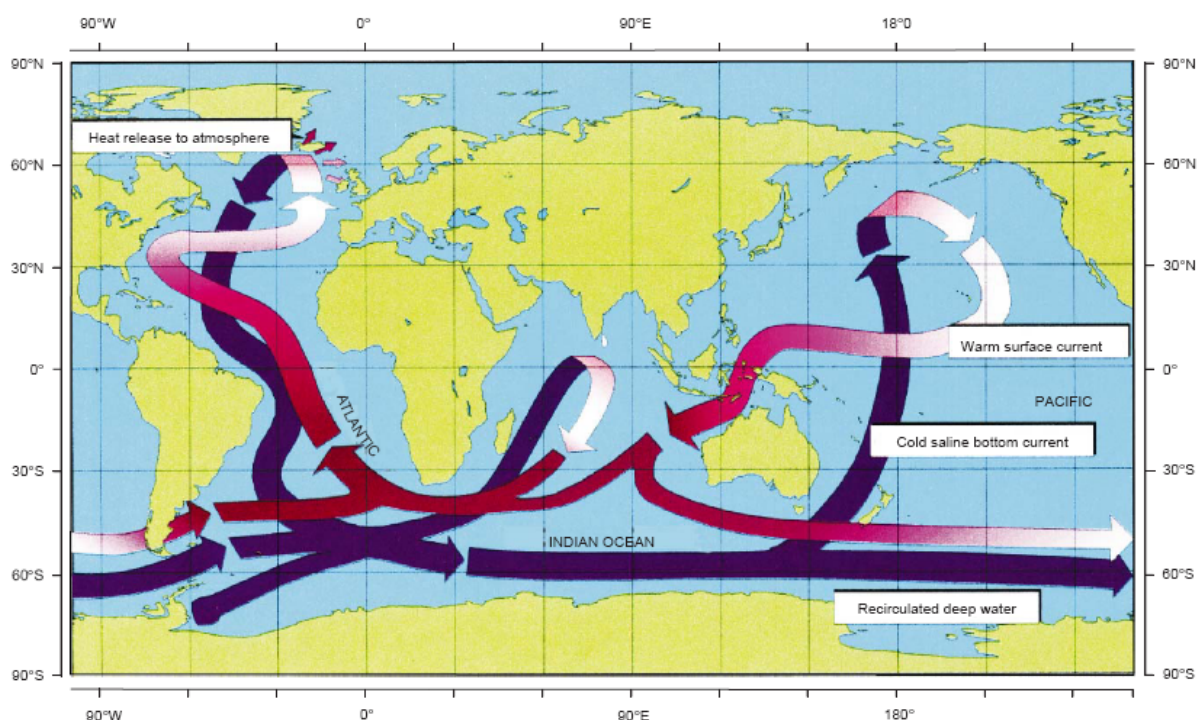 90°W 0° 90°E 18°0
90°N 90°N
Heat release to atmosphere
60°N 60°N
30°N 30°N
Warm surface current
0° 0°
ATLANTIC
PACIFIC
Cold saline bottom current
30°S 30°S
INDIAN OCEAN
60°S 60°S
Recirculated deep water
90°S 90°S
90°W 0° 90°E 180°